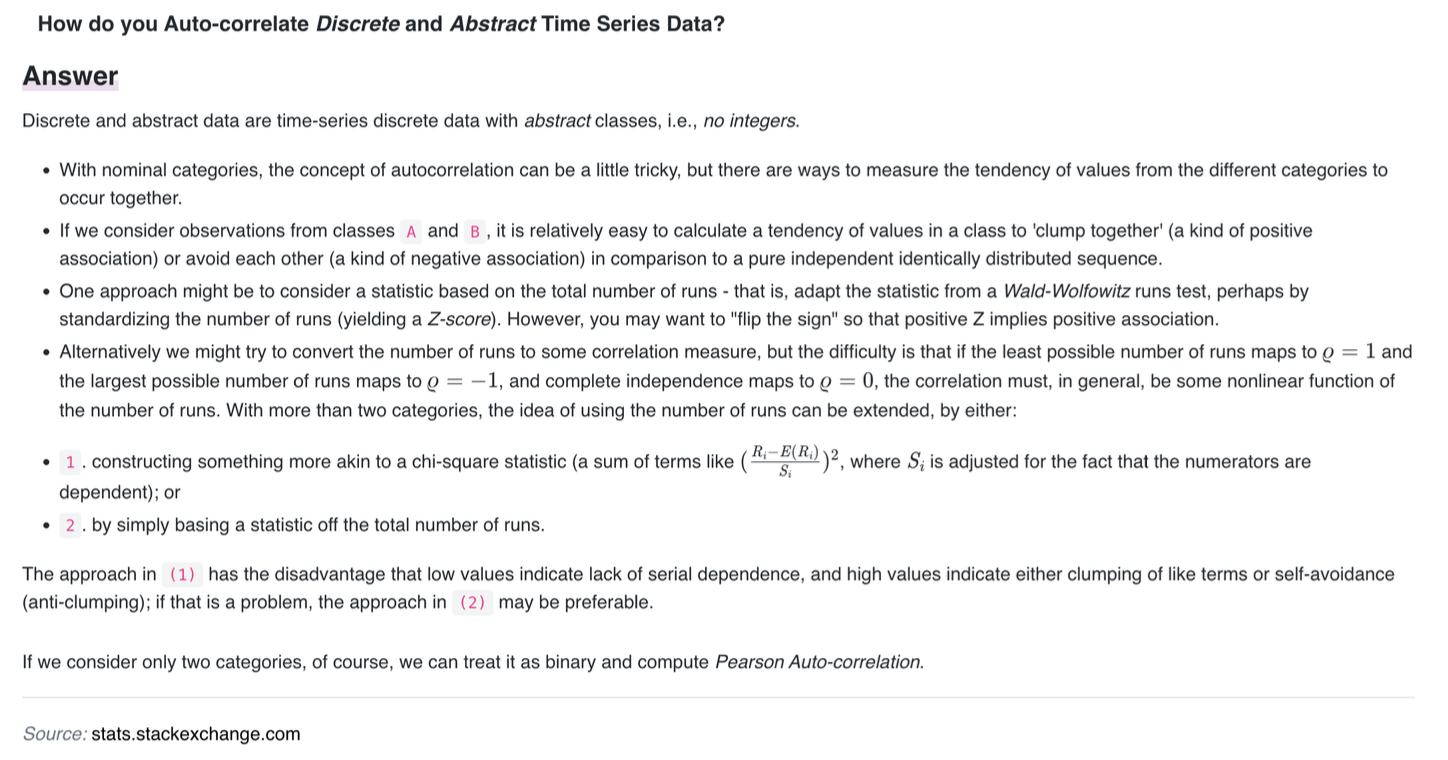 How do you Auto-correlate Discrete and Abstract Time Series Data?
Answer
Discrete and abstract data are time-series discrete data with abstract classes, i.e., no integers.
• With nominal categories, the concept of autocorrelation can be a little tricky, but there are ways to measure the tendency of values from the different categories to
occur together.
• If we consider observations from classes A and B , it is relatively easy to calculate a tendency of values in a class to 'clump together' (a kind of positive
association) or avoid each other (a kind of negative association) in comparison to a pure independent identically distributed sequence.
• One approach might be to consider a statistic based on the total number of runs - that is, adapt the statistic from a Wald-Wolfowitz runs test, perhaps by
standardizing the number of runs (yielding a Z-score). However, you may want to "flip the sign" so that positive Z implies positive association.
• Alternatively we might try to convert the number of runs to some correlation measure, but the difficulty is that if the least possible number of runs maps to ϱ = 1 and
the largest possible number of runs maps to ϱ = −1, and complete independence maps to ϱ = 0, the correlation must, in general, be some nonlinear function of
the number of runs. With more than two categories, the idea of using the number of runs can be extended, by either:
• 1 . constructing something more akin to a chi-square statistic (a sum of terms like ((R_i−E(R_i))/S_i)², where S_i is adjusted for the fact that the numerators are
dependent); or
• 2 . by simply basing a statistic off the total number of runs.
The approach in (1) has the disadvantage that low values indicate lack of serial dependence, and high values indicate either clumping of like terms or self-avoidance
(anti-clumping); if that is a problem, the approach in (2) may be preferable.
If we consider only two categories, of course, we can treat it as binary and compute Pearson Auto-correlation.
Source: stats.stackexchange.com